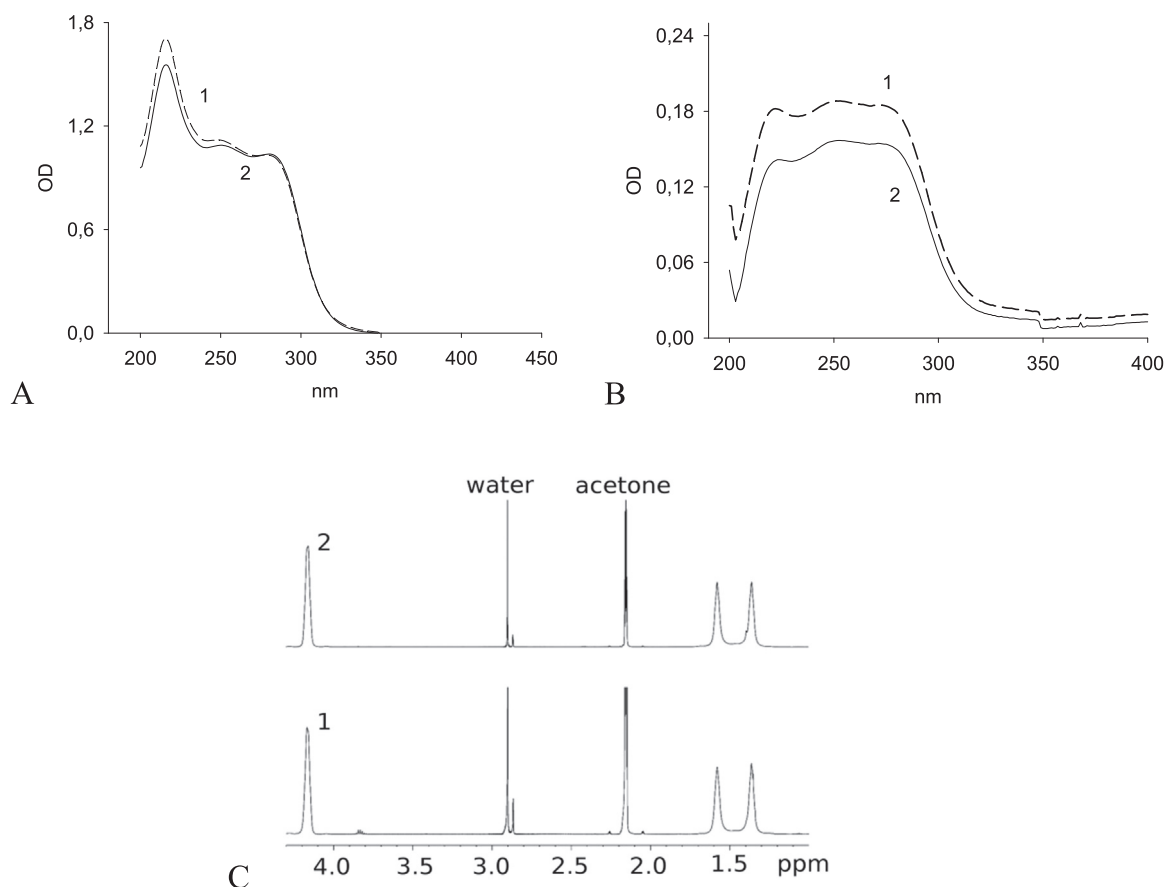 1,8
1,2
0,6
0,0
OD
1
2
200 250 300 350 400 450
nm
A
0,24
0,18
0,12
0,06
0,00
OD
1
2
200 250 300 350 400
nm
B
water acetone
2
1
4.0 3.5 3.0 2.5 2.0 1.5 ppm
C